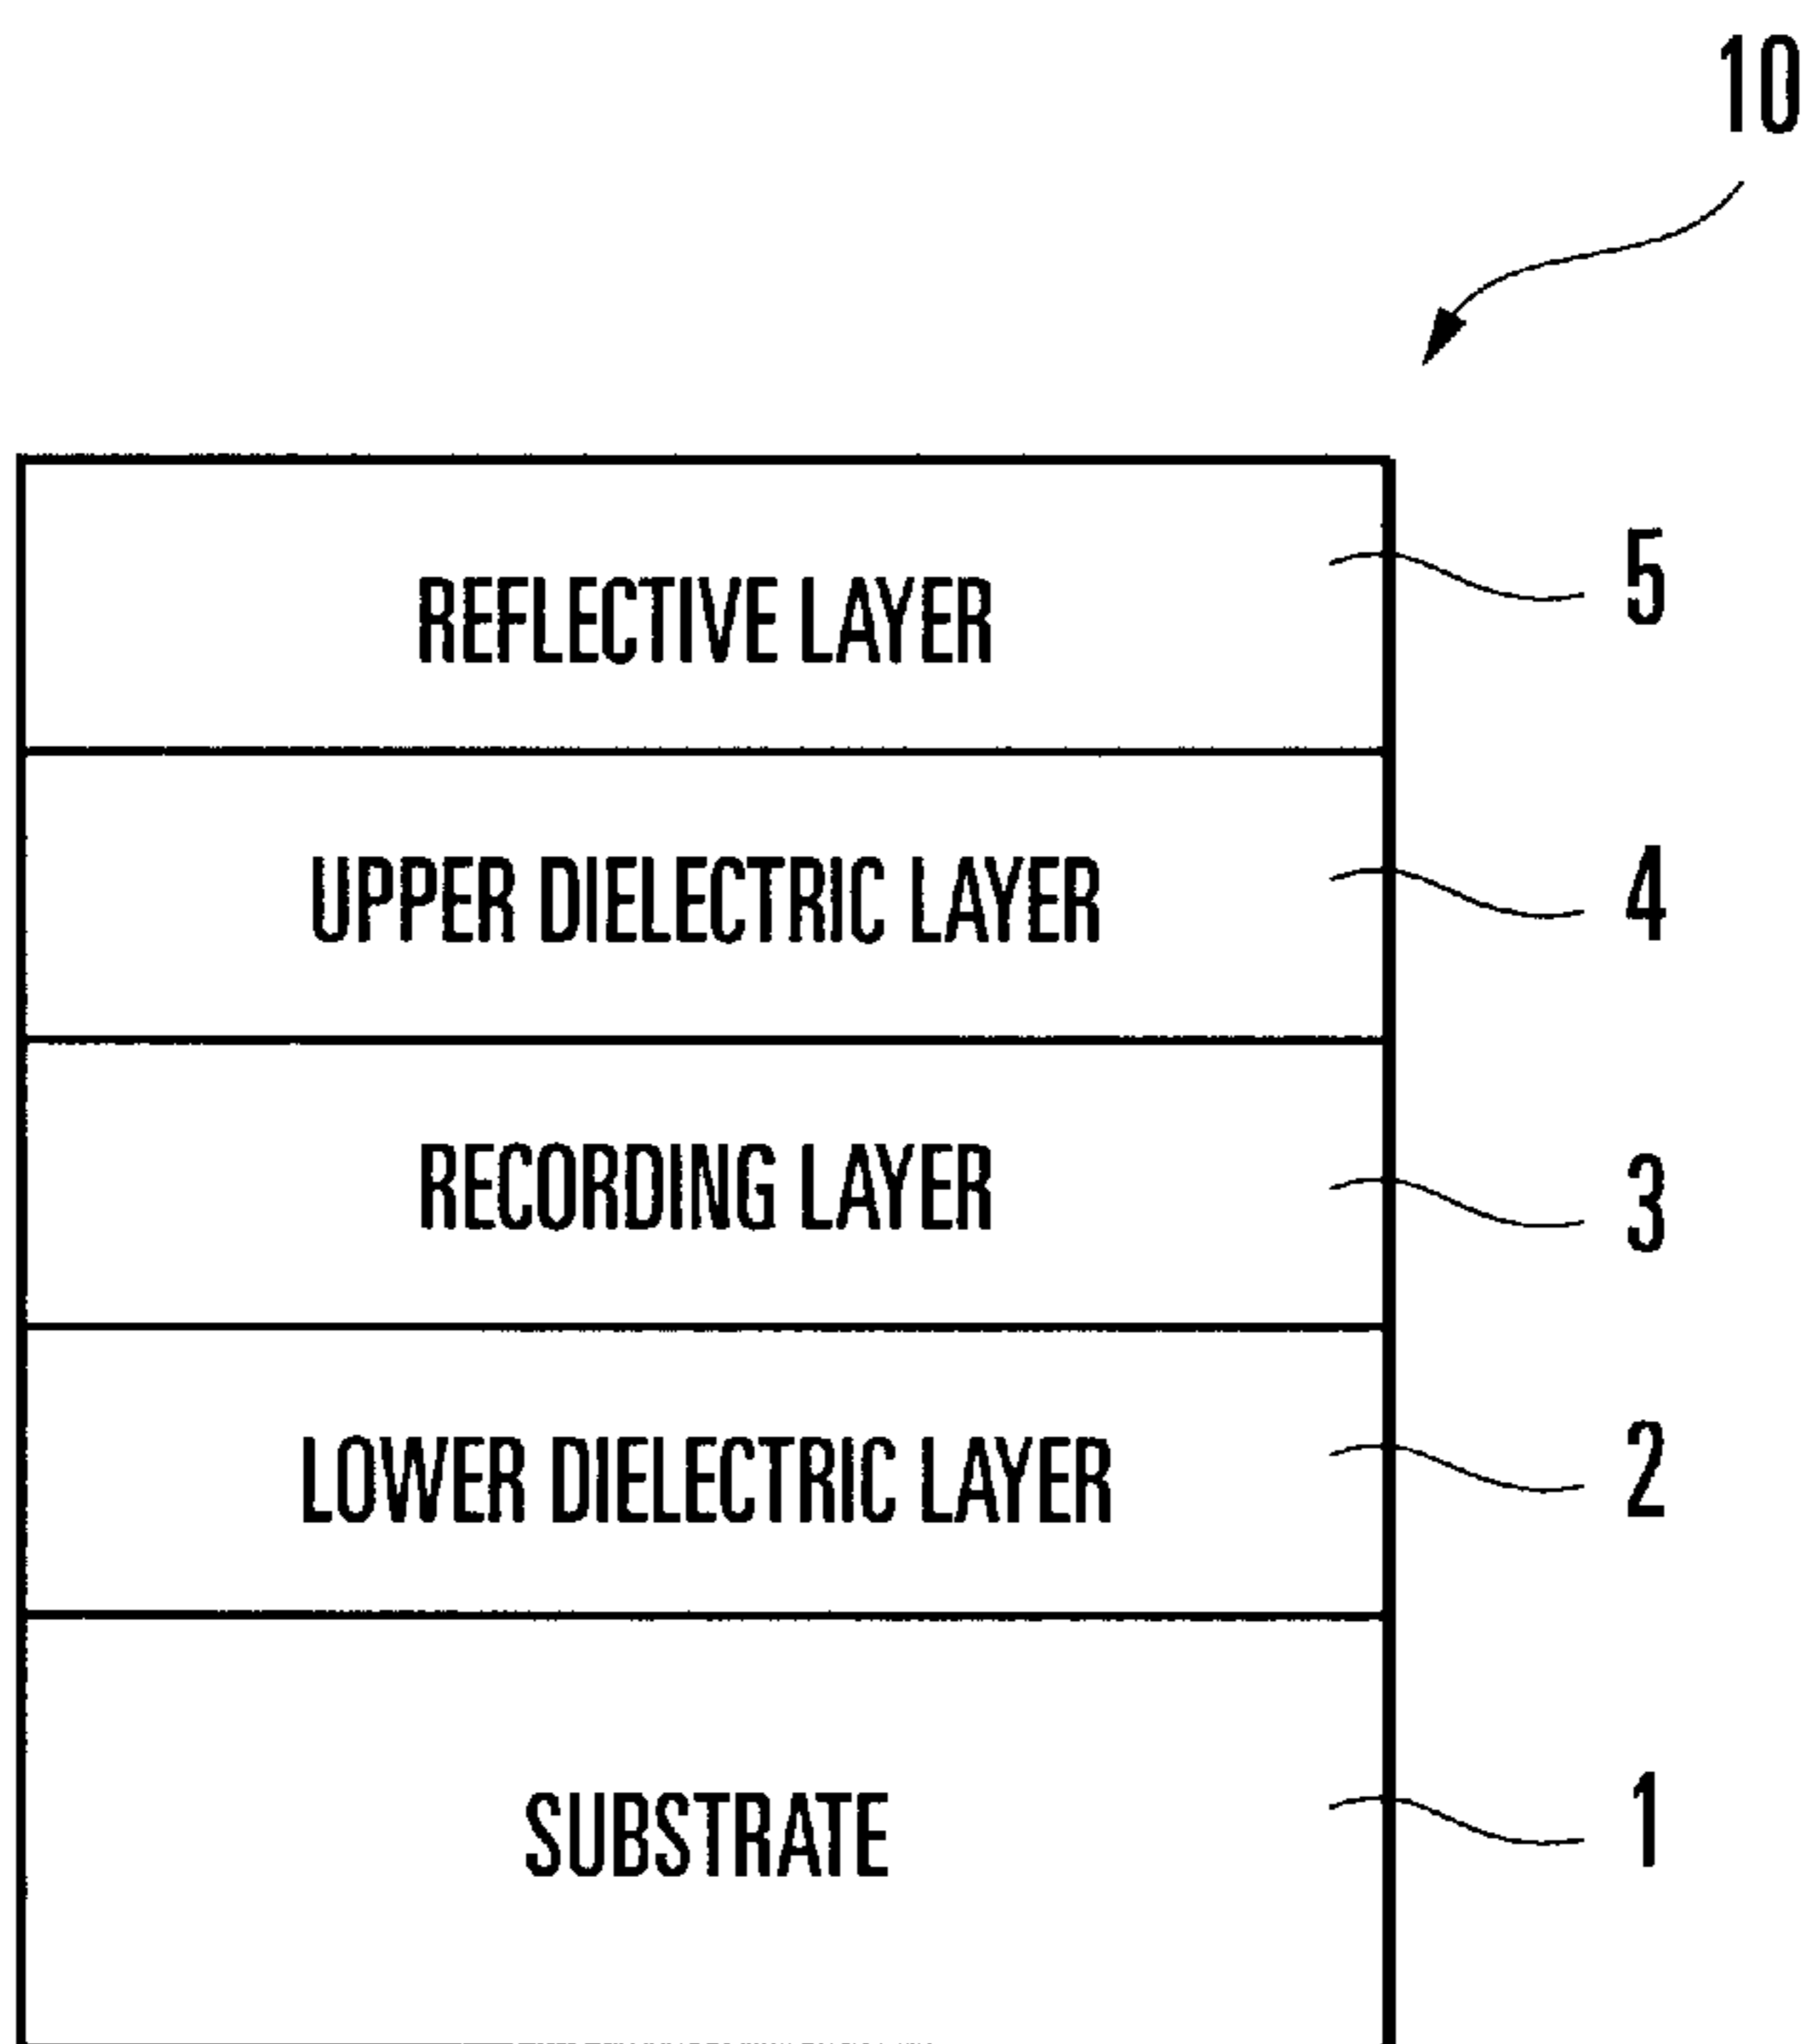 10
REFLECTIVE LAYER 5
UPPER DIELECTRIC LAYER 4
RECORDING LAYER 3
LOWER DIELECTRIC LAYER 2
SUBSTRATE 1